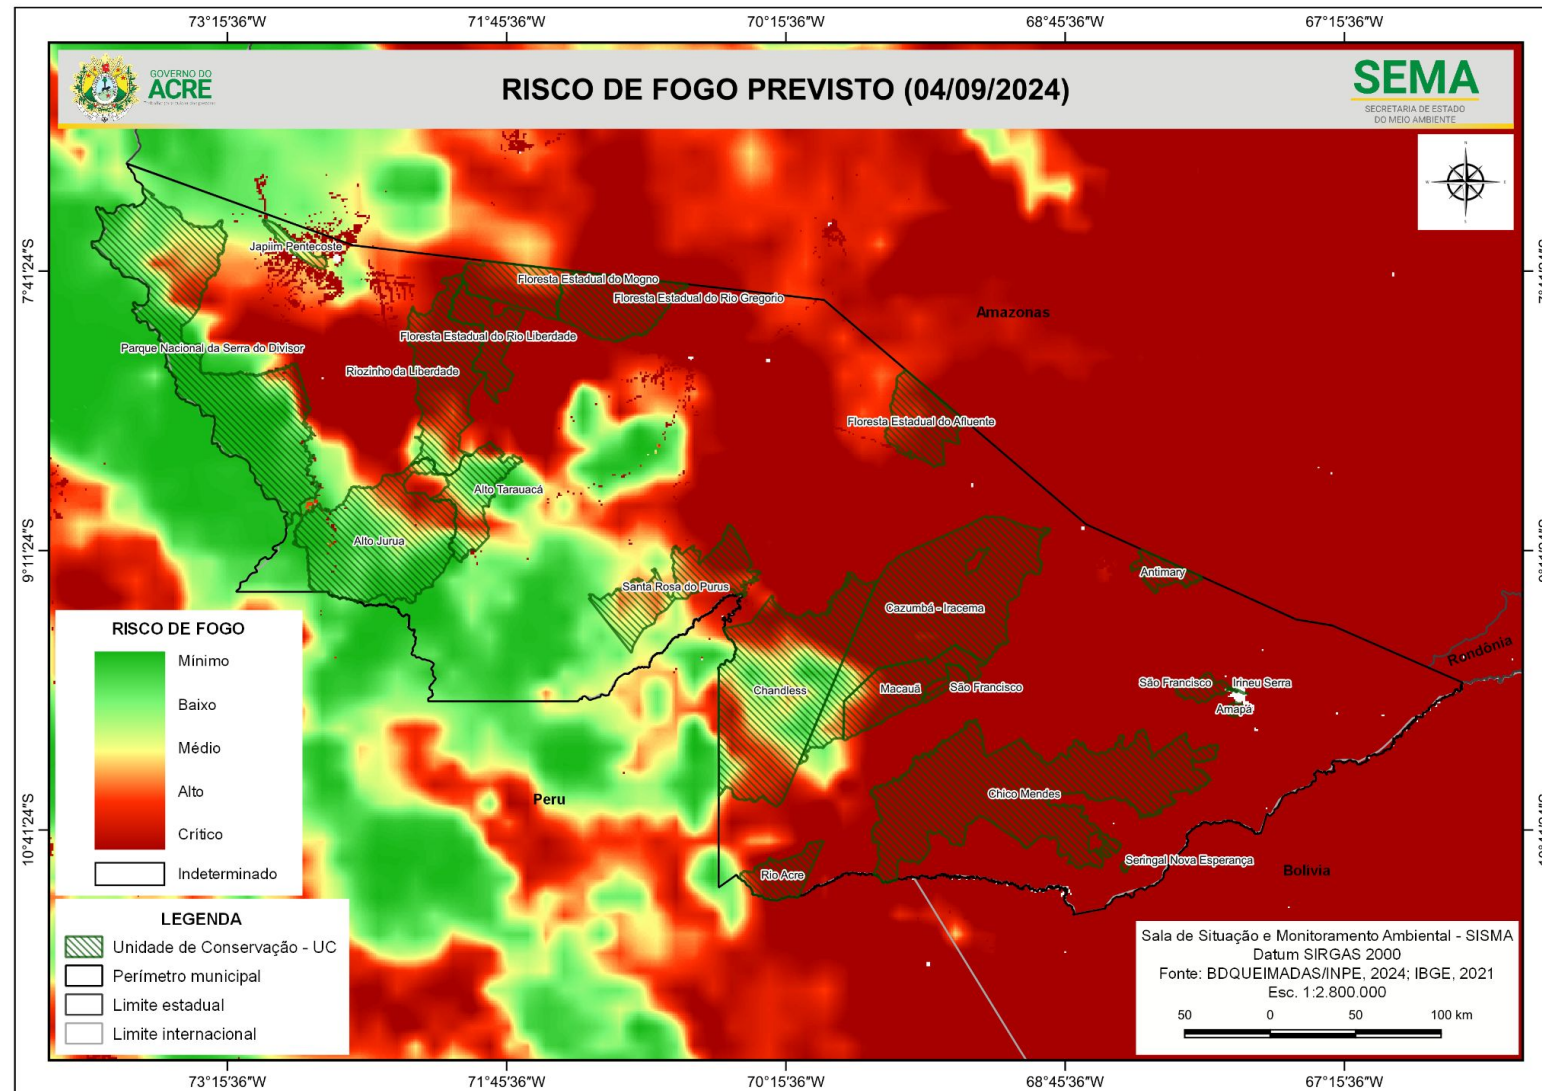 73°15'36"W
71°45'36"W
70°15'36"W
68°45'36"W
67°15'36"W
GOVERNO DO
ACRE
RISCO DE FOGO PREVISTO (04/09/2024)
SEMA
SECRETARIA DE ESTADO
DO MEIO AMBIENTE
7°41'24"S
Japiim Pentecoste
Floresta Estadual do Mogno
Floresta Estadual do Rio Gregorio
Amazonas
Floresta Estadual do Rio Liberdade
Parque Nacional da Serra do Divisor
Riozinho da Liberdade
Floresta Estadual do Afluente
Alto Tarauacá
Alto Jurua
9°11'24"S
Antimary
Santa Rosa do Purus
Cazumbá - Iracema
Rondônia
Chandless
Macauã
São Francisco
São Francisco
Irineu Serra
Amapá
Peru
Chico Mendes
10°41'24"S
Seringal Nova Esperança
Rio Acre
Bolivia
RISCO DE FOGO
Mínimo
Baixo
Médio
Alto
Crítico
Indeterminado
LEGENDA
Unidade de Conservação - UC
Perímetro municipal
Limite estadual
Limite internacional
Sala de Situação e Monitoramento Ambiental - SISMA
Datum SIRGAS 2000
Fonte: BDQUEIMADAS/INPE, 2024; IBGE, 2021
Esc. 1:2.800.000
50 0 50 100 km
73°15'36"W
71°45'36"W
70°15'36"W
68°45'36"W
67°15'36"W